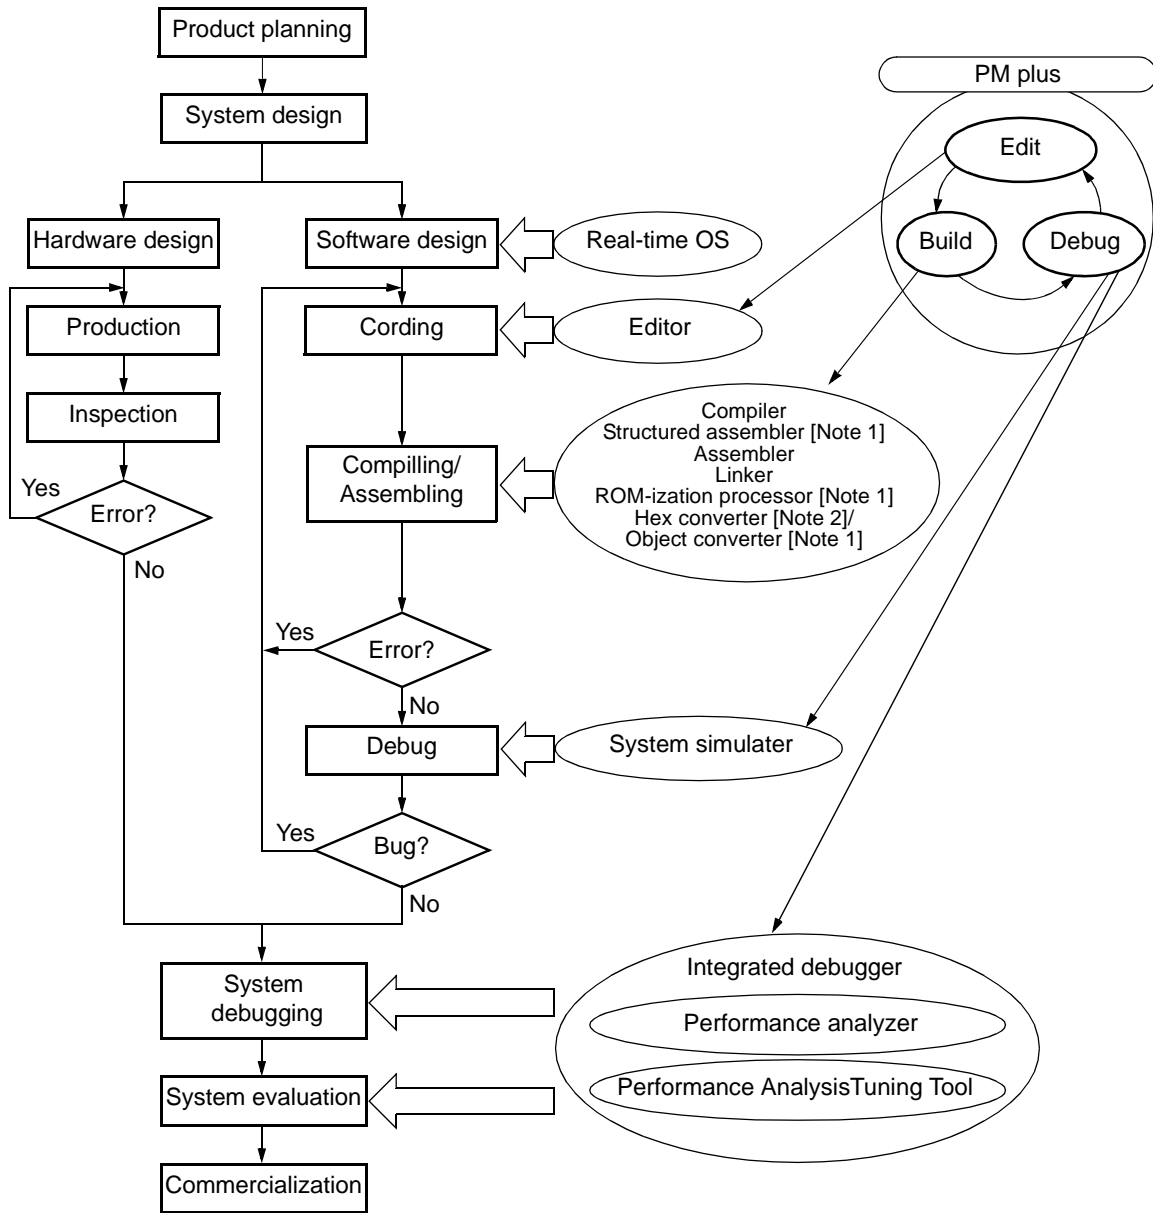 Product planning
PM plus
System design
Edit
Hardware design
Software design
Real-time OS
Build
Debug
Production
Cording
Editor
Inspection
Compiler
Structured assembler [Note 1]
Assembler
Linker
ROM-ization processor [Note 1]
Hex converter [Note 2]/
Object converter [Note 1]
Compilling/
Assembling
Yes
Error?
No
Yes
Error?
No
Debug
System simulater
Yes
Bug?
No
System
debugging
Integrated debugger
Performance analyzer
System evaluation
Performance AnalysisTuning Tool
Commercialization